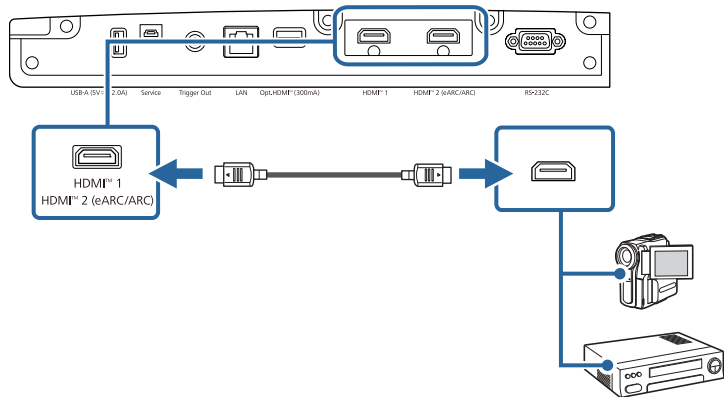 USB-A (5V⎓2.0A) Service Trigger Out LAN Opt.HDMI™ (300mA) HDMI™ 1 HDMI™ 2 (eARC/ARC) RS-232C
HDMI™ 1
HDMI™ 2 (eARC/ARC)